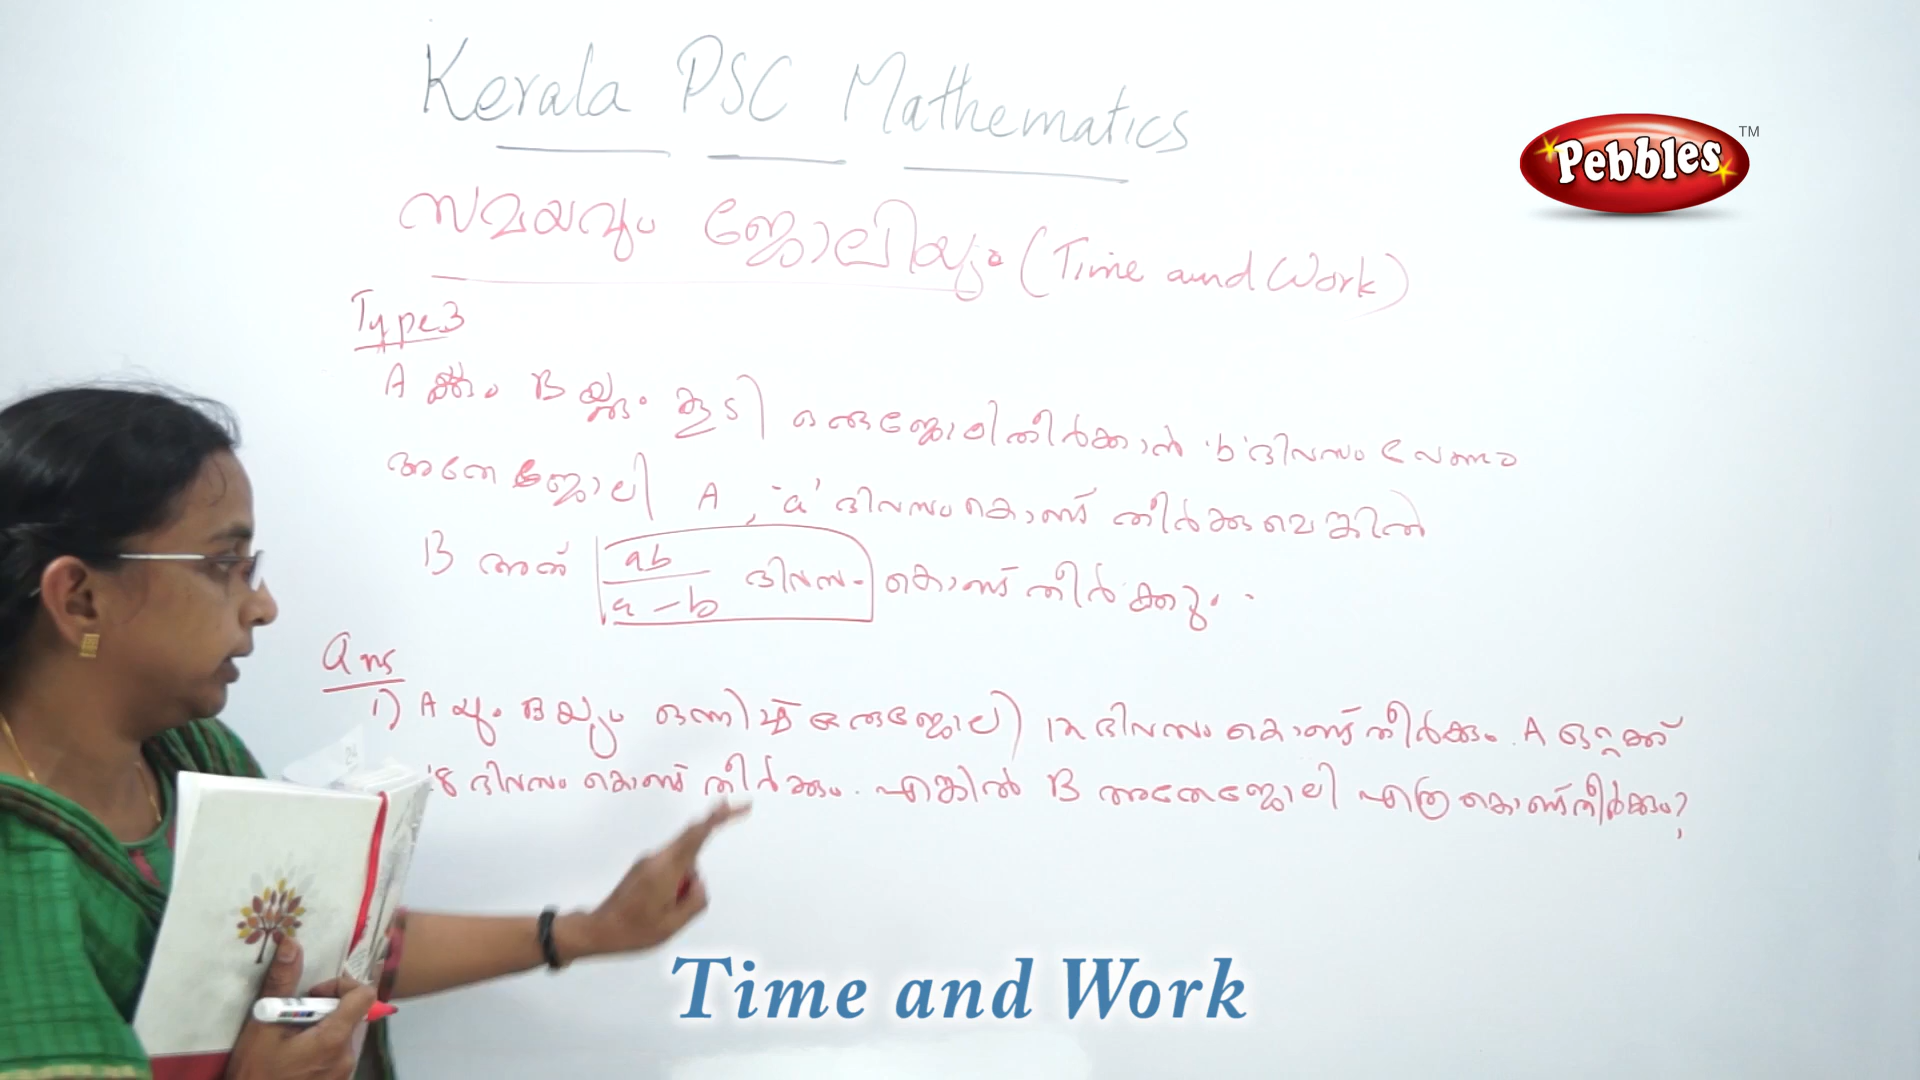 Kerala PSC Mathematics
Pebbles TM
സമയവും ജോലിയും (Time and Work)
Type 3
A ക്കും B യ്ക്കും കൂടി ഒരു ജോലി തീർക്കാൻ 'b' ദിവസം വേണം
അതേ ജോലി A, 'a' ദിവസം കൊണ്ട് തീർക്കുമെങ്കിൽ
B അത് ab / a - b ദിവസം കൊണ്ട് തീർക്കും.
Qns
1) A യും B യും ഒന്നിച്ച് ഒരു ജോലി ദിവസം കൊണ്ട് തീർക്കും. A ഒറ്റക്ക്
18 ദിവസം കൊണ്ട് തീർക്കും. എങ്കിൽ B അതേ ജോലി എത്ര കൊണ്ട് തീർക്കും?
Time and Work